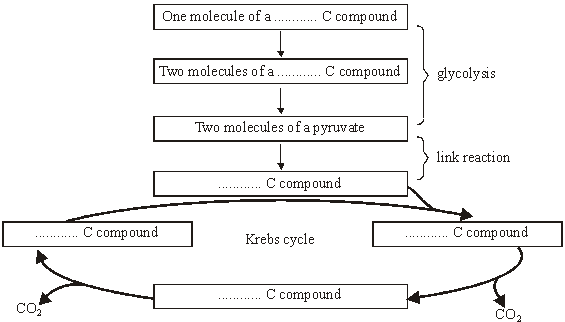 One molecule of a ............ C compound
Two molecules of a ............ C compound
glycolysis
Two molecules of a pyruvate
link reaction
............ C compound
............ C compound
Krebs cycle
............ C compound
............ C compound
CO2
CO2